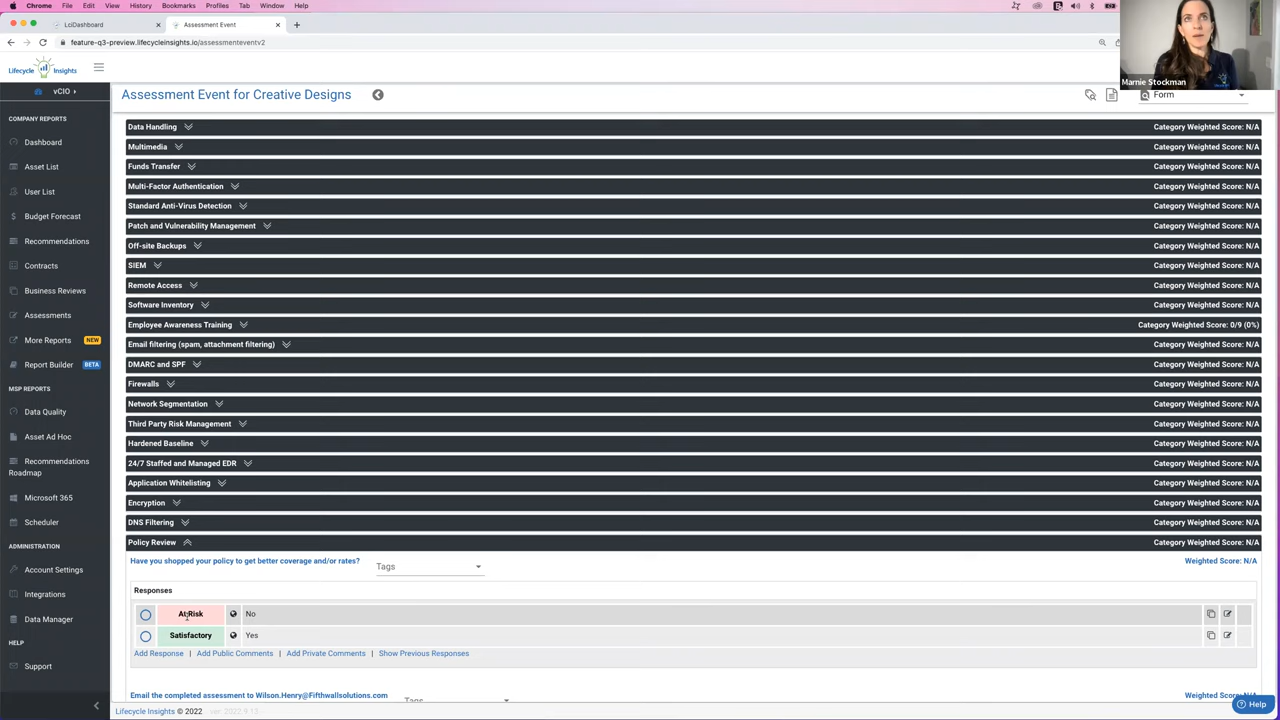 Chrome File Edit View History Bookmarks Profiles Tab Window Help
LciDashboard
Assessment Event
feature-q3-preview.lifecycleinsights.io/assessmenteventv2
Marnie Stockman
Lifecycle Insights
vCIO
Assessment Event for Creative Designs
Form
COMPANY REPORTS
Dashboard
Asset List
User List
Budget Forecast
Recommendations
Contracts
Business Reviews
Assessments
More Reports NEW
Report Builder BETA
MSP REPORTS
Data Quality
Asset Ad Hoc
Recommendations
Roadmap
Microsoft 365
Scheduler
ADMINISTRATION
Account Settings
Integrations
Data Manager
HELP
Support
Data Handling Category Weighted Score: N/A
Multimedia Category Weighted Score: N/A
Funds Transfer Category Weighted Score: N/A
Multi-Factor Authentication Category Weighted Score: N/A
Standard Anti-Virus Detection Category Weighted Score: N/A
Patch and Vulnerability Management Category Weighted Score: N/A
Off-site Backups Category Weighted Score: N/A
SIEM Category Weighted Score: N/A
Remote Access Category Weighted Score: N/A
Software Inventory Category Weighted Score: N/A
Employee Awareness Training Category Weighted Score: 0/9 (0%)
Email filtering (spam, attachment filtering) Category Weighted Score: N/A
DMARC and SPF Category Weighted Score: N/A
Firewalls Category Weighted Score: N/A
Network Segmentation Category Weighted Score: N/A
Third Party Risk Management Category Weighted Score: N/A
Hardened Baseline Category Weighted Score: N/A
24/7 Staffed and Managed EDR Category Weighted Score: N/A
Application Whitelisting Category Weighted Score: N/A
Encryption Category Weighted Score: N/A
DNS Filtering Category Weighted Score: N/A
Policy Review Category Weighted Score: N/A
Have you shopped your policy to get better coverage and/or rates? Tags Weighted Score: N/A
Responses
At Risk No
Satisfactory Yes
Add Response | Add Public Comments | Add Private Comments | Show Previous Responses
Email the completed assessment to Wilson.Henry@Fifthwallsolutions.com Tags Weighted Score: N/A
Lifecycle Insights © 2022 ver 2022.9.13
Help